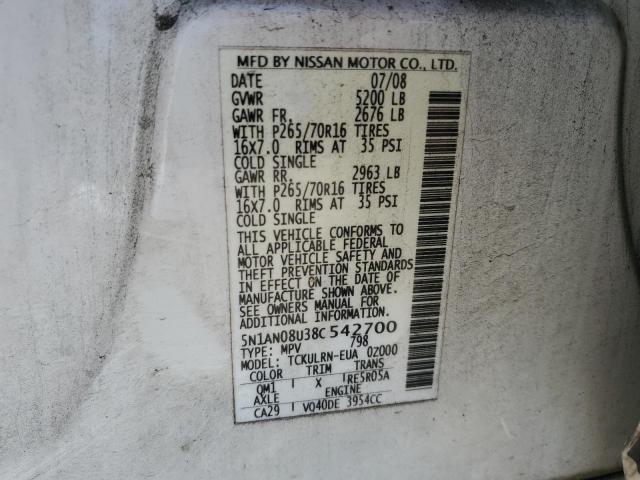 MFD BY NISSAN MOTOR CO., LTD.
DATE 07/08
GVWR 5200 LB
GAWR FR. 2676 LB
WITH P265/70R16 TIRES
16X7.0 RIMS AT 35 PSI
COLD SINGLE
GAWR RR. 2963 LB
WITH P265/70R16 TIRES
16X7.0 RIMS AT 35 PSI
COLD SINGLE
THIS VEHICLE CONFORMS TO
ALL APPLICABLE FEDERAL
MOTOR VEHICLE SAFETY AND
THEFT PREVENTION STANDARDS
IN EFFECT ON THE DATE OF
MANUFACTURE SHOWN ABOVE.
SEE OWNERS MANUAL FOR
ADDITIONAL INFORMATION.
5N1AN08U38C542700
TYPE: MPV 798
MODEL: TCKULRN-EUA 0Z000
COLOR TRIM TRANS
QM1 X RE5R05A
AXLE ENGINE
CA29 VQ40DE 3954CC